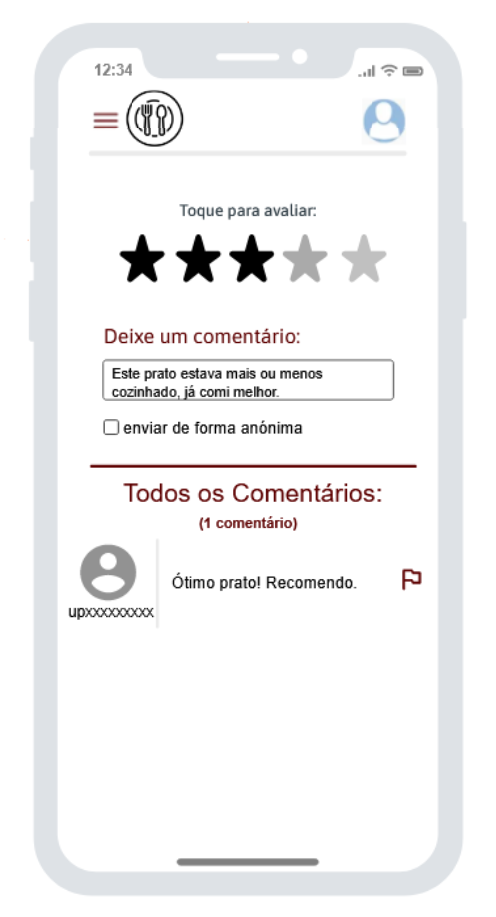 12:34
Toque para avaliar:
Deixe um comentário:
Este prato estava mais ou menos
cozinhado, já comi melhor.
enviar de forma anónima
Todos os Comentários:
(1 comentário)
Ótimo prato! Recomendo.
upxxxxxxxxx